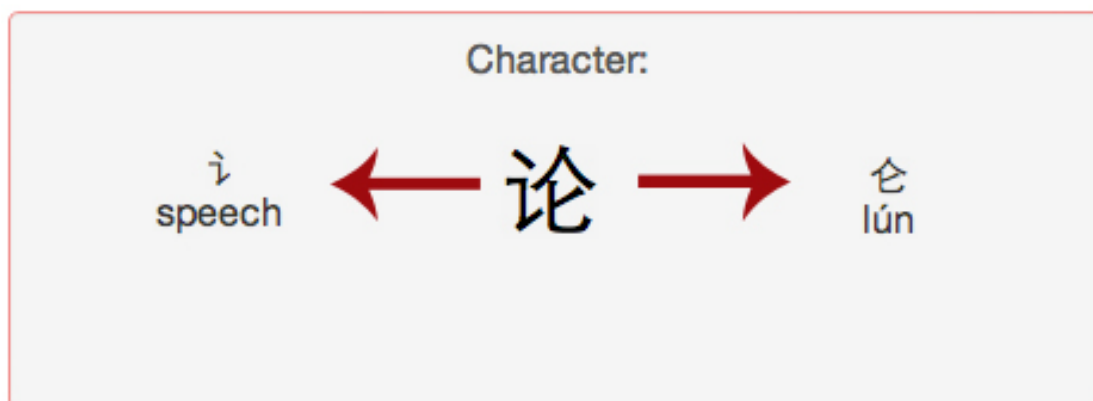 Character:
讠
speech
论
仑
lún